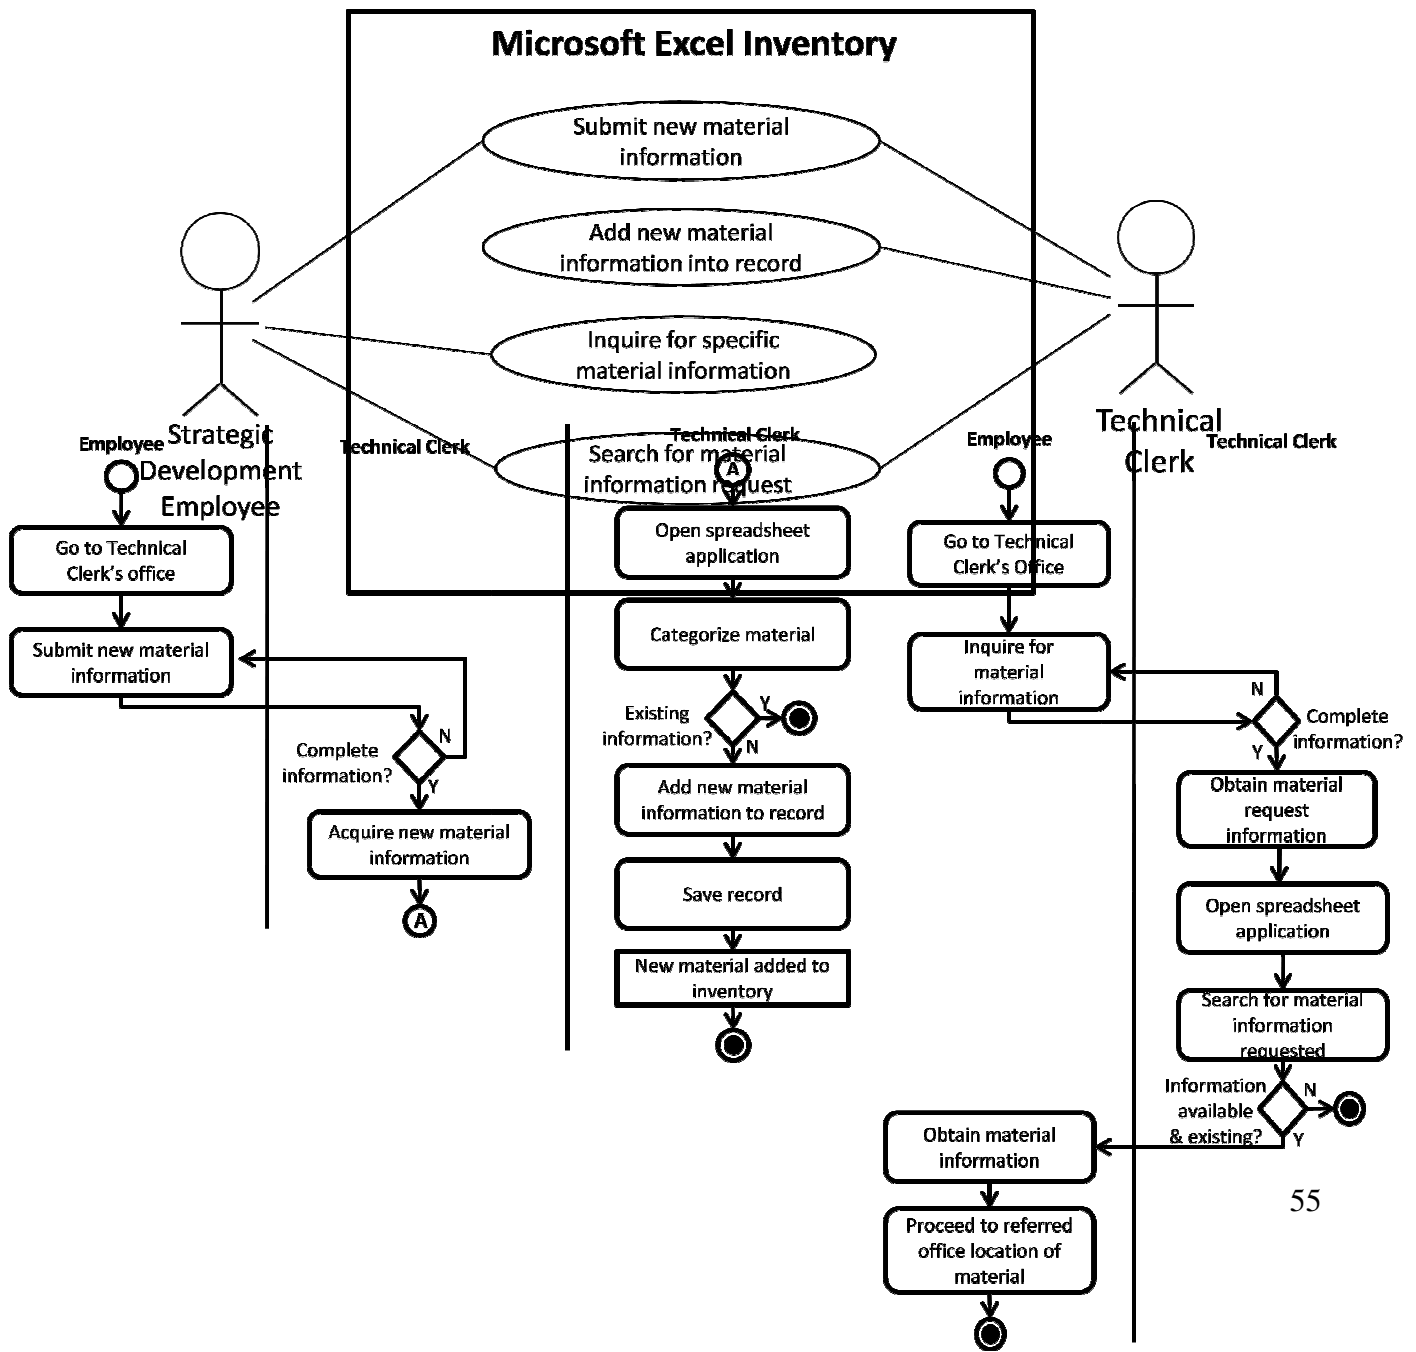 Microsoft Excel Inventory
Submit new material
information
Add new material
information into record
Inquire for specific
material information
Search for material
information request
Strategic
Development
Employee
Technical
Clerk
Employee
Technical Clerk
Go to Technical
Clerk's office
Submit new material
information
Complete
information?
N
Y
Acquire new material
information
A
Technical Clerk
A
Open spreadsheet
application
Categorize material
Existing
information?
Y
N
Add new material
information to record
Save record
New material added to
inventory
Employee
Technical Clerk
Go to Technical
Clerk's Office
Inquire for
material
information
N
Complete
information?
Y
Obtain material
request
information
Open spreadsheet
application
Search for material
information
requested
Information
available
& existing?
N
Y
Obtain material
information
Proceed to referred
office location of
material
55